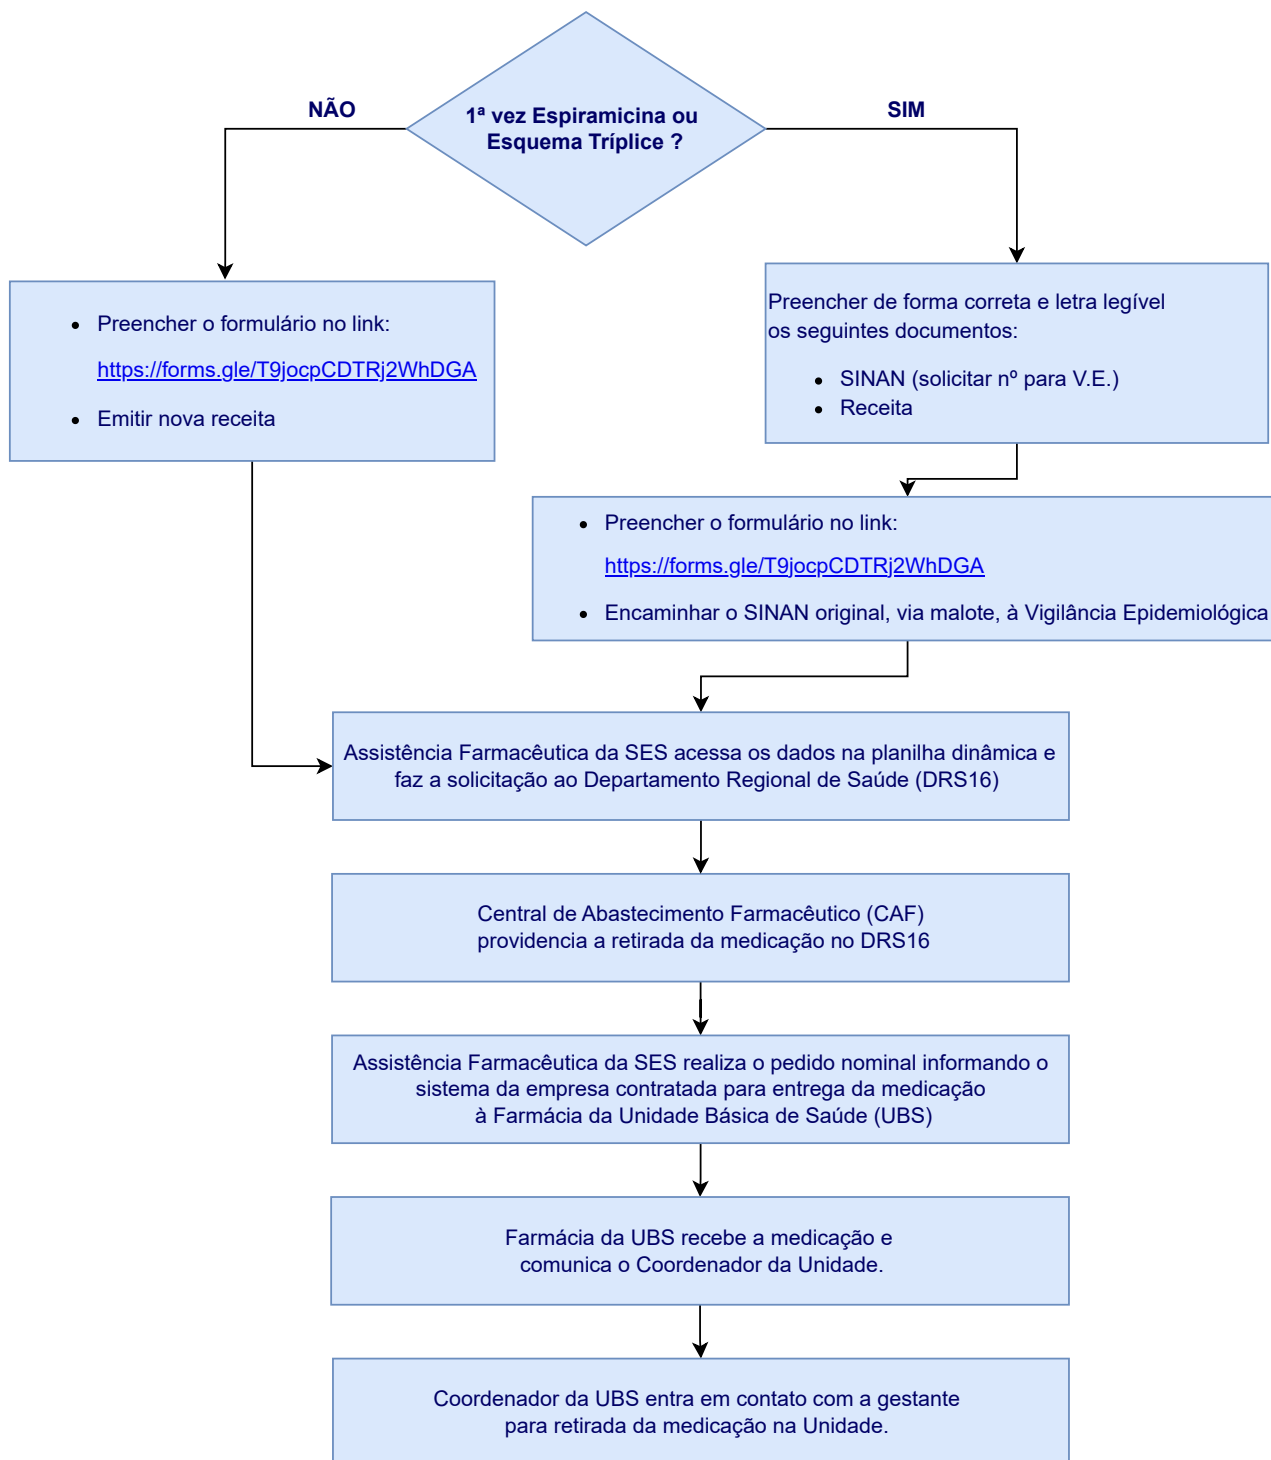 1ª vez Espiramicina ou
Esquema Tríplice ?
NÃO
SIM
• Preencher o formulário no link:
https://forms.gle/T9jocpCDTRj2WhDGA
• Emitir nova receita
Preencher de forma correta e letra legível
os seguintes documentos:
• SINAN (solicitar nº para V.E.)
• Receita
• Preencher o formulário no link:
https://forms.gle/T9jocpCDTRj2WhDGA
• Encaminhar o SINAN original, via malote, à Vigilância Epidemiológica
Assistência Farmacêutica da SES acessa os dados na planilha dinâmica e
faz a solicitação ao Departamento Regional de Saúde (DRS16)
Central de Abastecimento Farmacêutico (CAF)
providencia a retirada da medicação no DRS16
Assistência Farmacêutica da SES realiza o pedido nominal informando o
sistema da empresa contratada para entrega da medicação
à Farmácia da Unidade Básica de Saúde (UBS)
Farmácia da UBS recebe a medicação e
comunica o Coordenador da Unidade.
Coordenador da UBS entra em contato com a gestante
para retirada da medicação na Unidade.